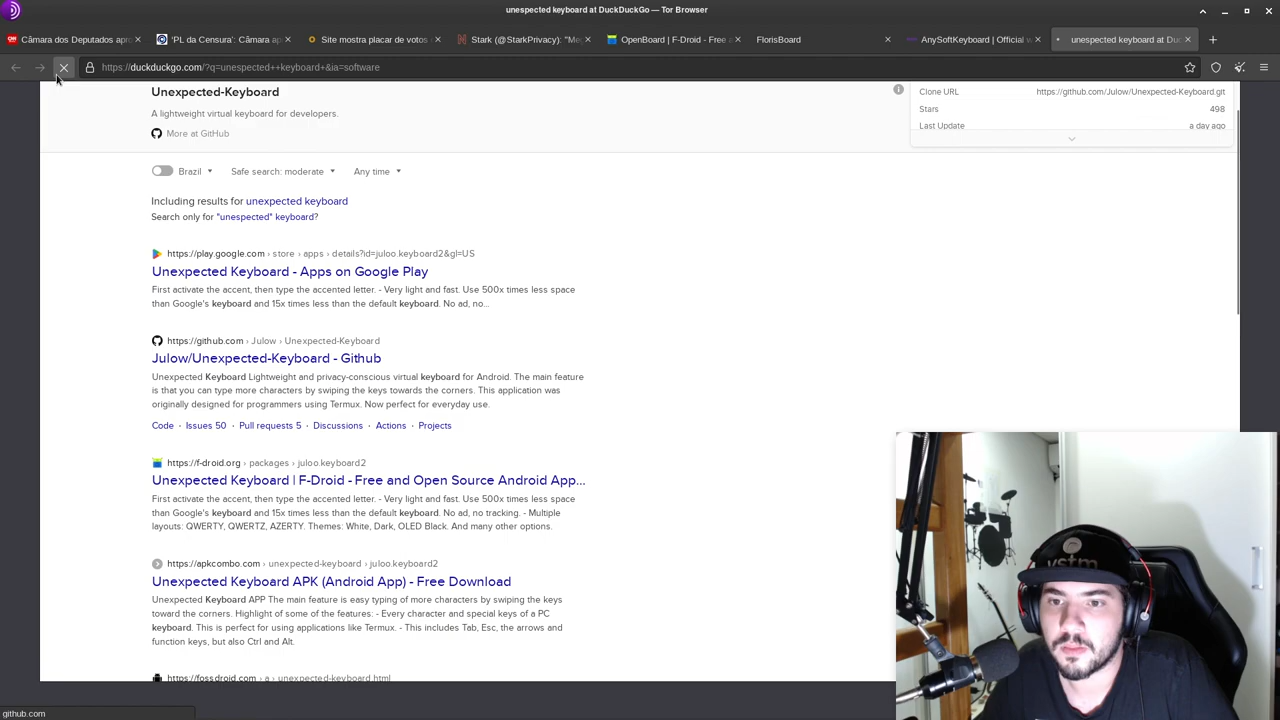 unespected keyboard at DuckDuckGo — Tor Browser
Câmara dos Deputados apro
'PL da Censura': Câmara ap
Site mostra placar de votos
Stark (@StarkPrivacy): "Me
OpenBoard | F-Droid - Free a
FlorisBoard
AnySoftKeyboard | Official w
unespected keyboard at Du
https://duckduckgo.com/?q=unespected++keyboard+&ia=software
Unexpected-Keyboard
A lightweight virtual keyboard for developers.
More at GitHub
Clone URL https://github.com/Julow/Unexpected-Keyboard.git
Stars 498
Last Update a day ago
Brazil Safe search: moderate Any time
Including results for unexpected keyboard
Search only for "unespected" keyboard?
https://play.google.com › store › apps › details?id=juloo.keyboard2&gl=US
Unexpected Keyboard - Apps on Google Play
First activate the accent, then type the accented letter. - Very light and fast. Use 500x times less space
than Google's keyboard and 15x times less than the default keyboard. No ad, no...
https://github.com › Julow › Unexpected-Keyboard
Julow/Unexpected-Keyboard - Github
Unexpected Keyboard Lightweight and privacy-conscious virtual keyboard for Android. The main feature
is that you can type more characters by swiping the keys towards the corners. This application was
originally designed for programmers using Termux. Now perfect for everyday use.
Code · Issues 50 · Pull requests 5 · Discussions · Actions · Projects
https://f-droid.org › packages › juloo.keyboard2
Unexpected Keyboard | F-Droid - Free and Open Source Android App...
First activate the accent, then type the accented letter. - Very light and fast. Use 500x times less space
than Google's keyboard and 15x times less than the default keyboard. No ad, no tracking. - Multiple
layouts: QWERTY, QWERTZ, AZERTY. Themes: White, Dark, OLED Black. And many other options.
https://apkcombo.com › unexpected-keyboard › juloo.keyboard2
Unexpected Keyboard APK (Android App) - Free Download
Unexpected Keyboard APP The main feature is easy typing of more characters by swiping the keys
toward the corners. Highlight of some of the features: - Every character and special keys of a PC
keyboard. This is perfect for using applications like Termux. - This includes Tab, Esc, the arrows and
function keys, but also Ctrl and Alt.
https://fossdroid.com › a › unexpected-keyboard.html
github.com